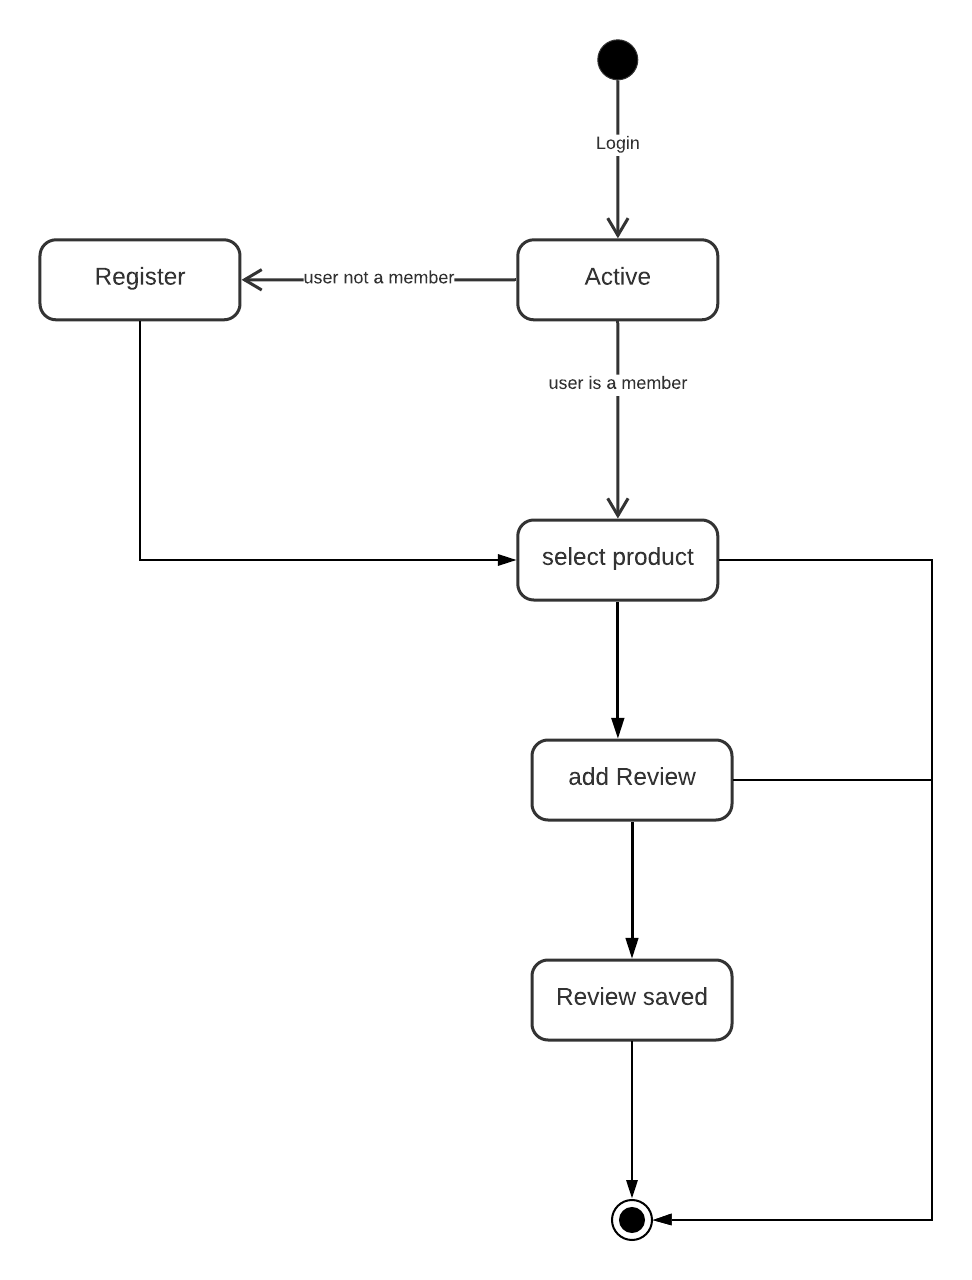 Login
Register
user not a member
Active
user is a member
select product
add Review
Review saved